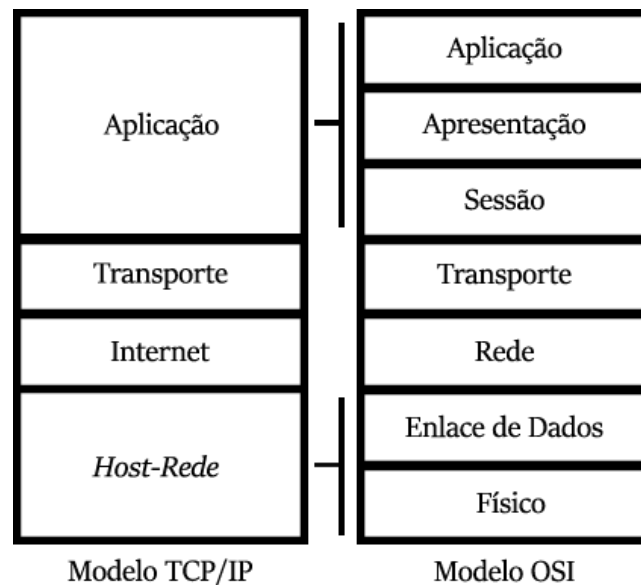 Aplicação
Transporte
Internet
Host-Rede
Modelo TCP/IP
Aplicação
Apresentação
Sessão
Transporte
Rede
Enlace de Dados
Físico
Modelo OSI